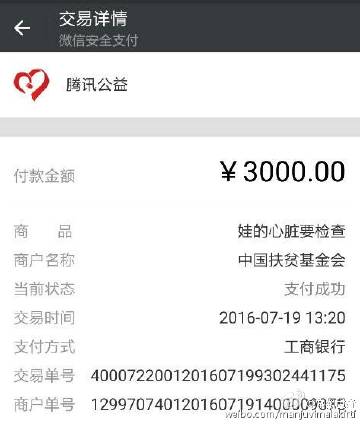 交易详情
微信安全支付
腾讯公益
付款金额 ￥3000.00
商 品 娃的心脏要检查
商户名称 中国扶贫基金会
当前状态 支付成功
交易时间 2016-07-19 13:20
支付方式 工商银行
交易单号 4000722001201607199302441175
商户单号
weibo.com/manjuvimalakirti